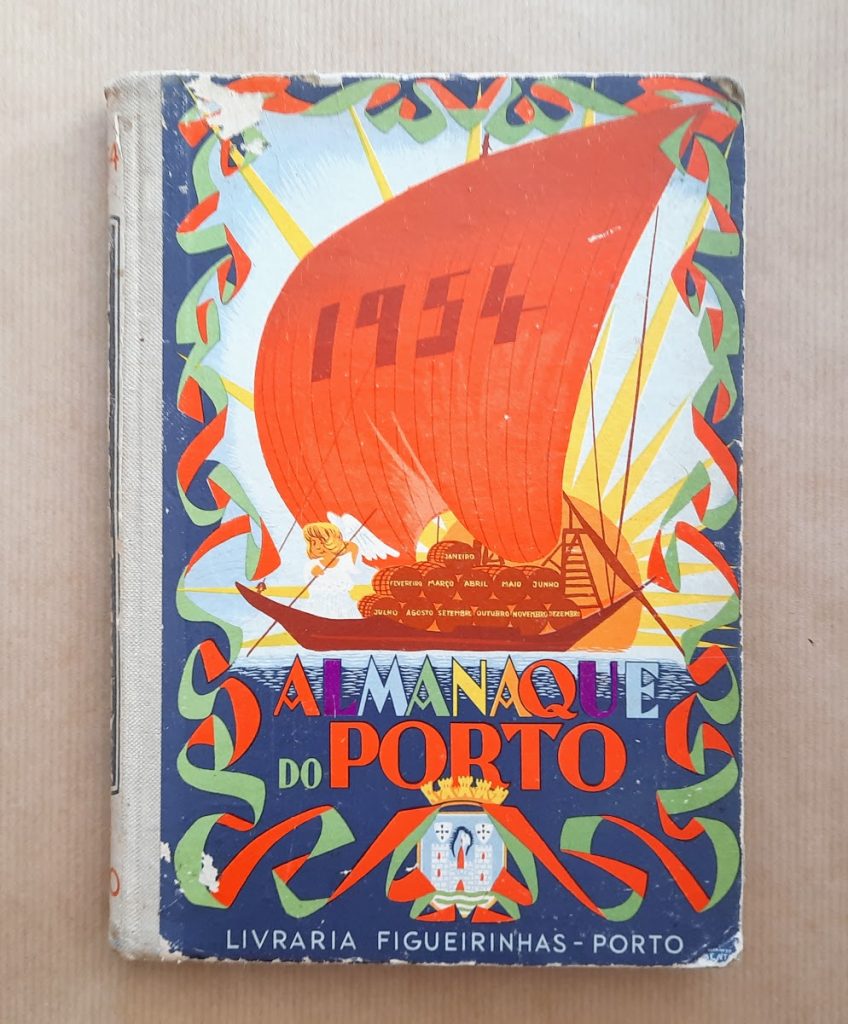 1954
JANEIRO
FEVEREIRO MARÇO ABRIL MAIO JUNHO
JULHO AGOSTO SETEMBRO OUTUBRO NOVEMBRO DEZEMBRO
ALMANAQUE
DO PORTO
LIVRARIA FIGUEIRINHAS - PORTO
4
O